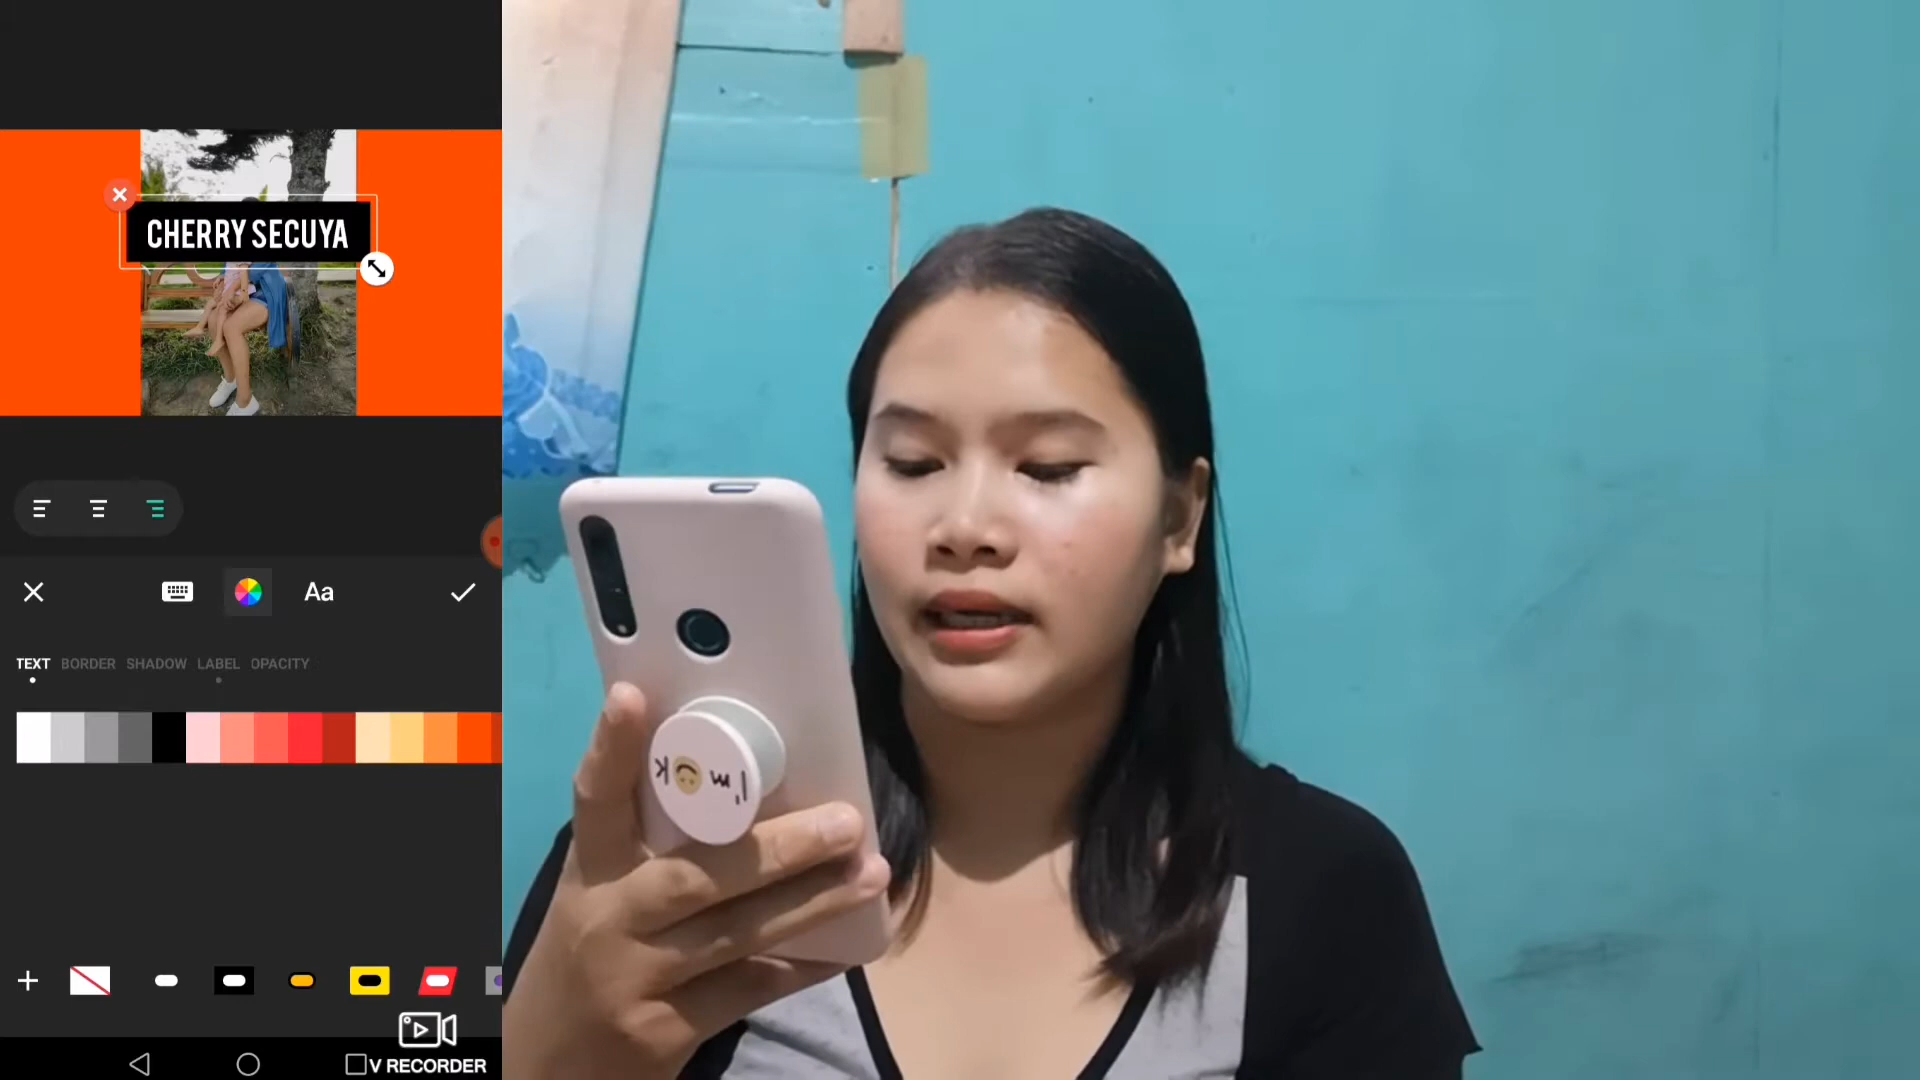 CHERRY SECUYA
Aa
TEXT BORDER SHADOW LABEL OPACITY
V RECORDER
I'm
K